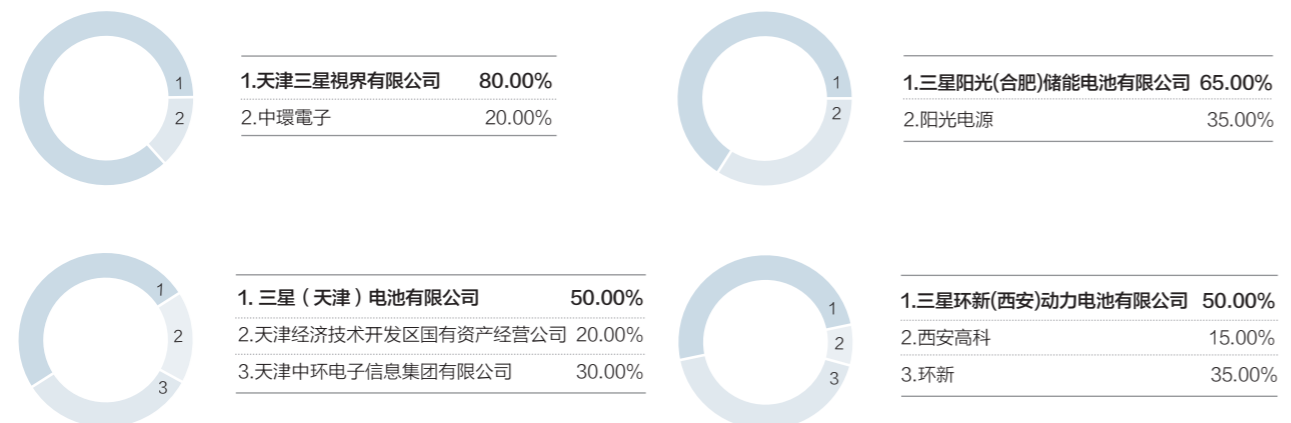 1
2
1.天津三星視界有限公司 80.00%
2.中環電子 20.00%
1
2
1.三星阳光(合肥)储能电池有限公司 65.00%
2.阳光电源 35.00%
1
2
3
1. 三星（天津）电池有限公司 50.00%
2.天津经济技术开发区国有资产经营公司 20.00%
3.天津中环电子信息集团有限公司 30.00%
1
2
3
1.三星环新(西安)动力电池有限公司 50.00%
2.西安高科 15.00%
3.环新 35.00%